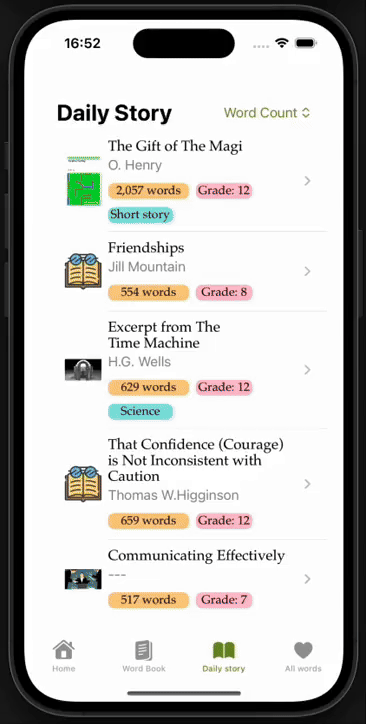 16:52
Daily Story
Word Count
The Gift of The Magi
O. Henry
2,057 words
Grade: 12
Short story
Friendships
Jill Mountain
554 words
Grade: 8
Excerpt from The
Time Machine
H.G. Wells
629 words
Grade: 12
Science
That Confidence (Courage)
is Not Inconsistent with
Caution
Thomas W.Higginson
659 words
Grade: 12
Communicating Effectively
---
517 words
Grade: 7
Home
Word Book
Daily story
All words